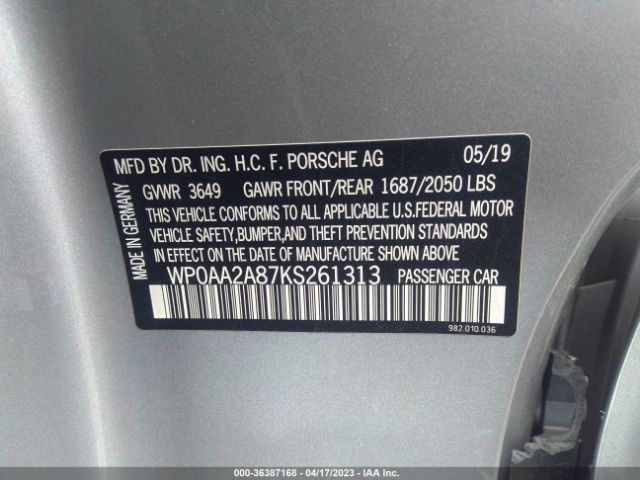 MFD BY DR. ING. H.C. F. PORSCHE AG 05/19
GVWR 3649 GAWR FRONT/REAR 1687/2050 LBS
THIS VEHICLE CONFORMS TO ALL APPLICABLE U.S.FEDERAL MOTOR
VEHICLE SAFETY,BUMPER,AND THEFT PREVENTION STANDARDS
IN EFFECT ON THE DATE OF MANUFACTURE SHOWN ABOVE.
WP0AA2A87KS261313 PASSENGER CAR
982.010.036
MADE IN GERMANY
000-36387168 - 04/17/2023 - IAA Inc.